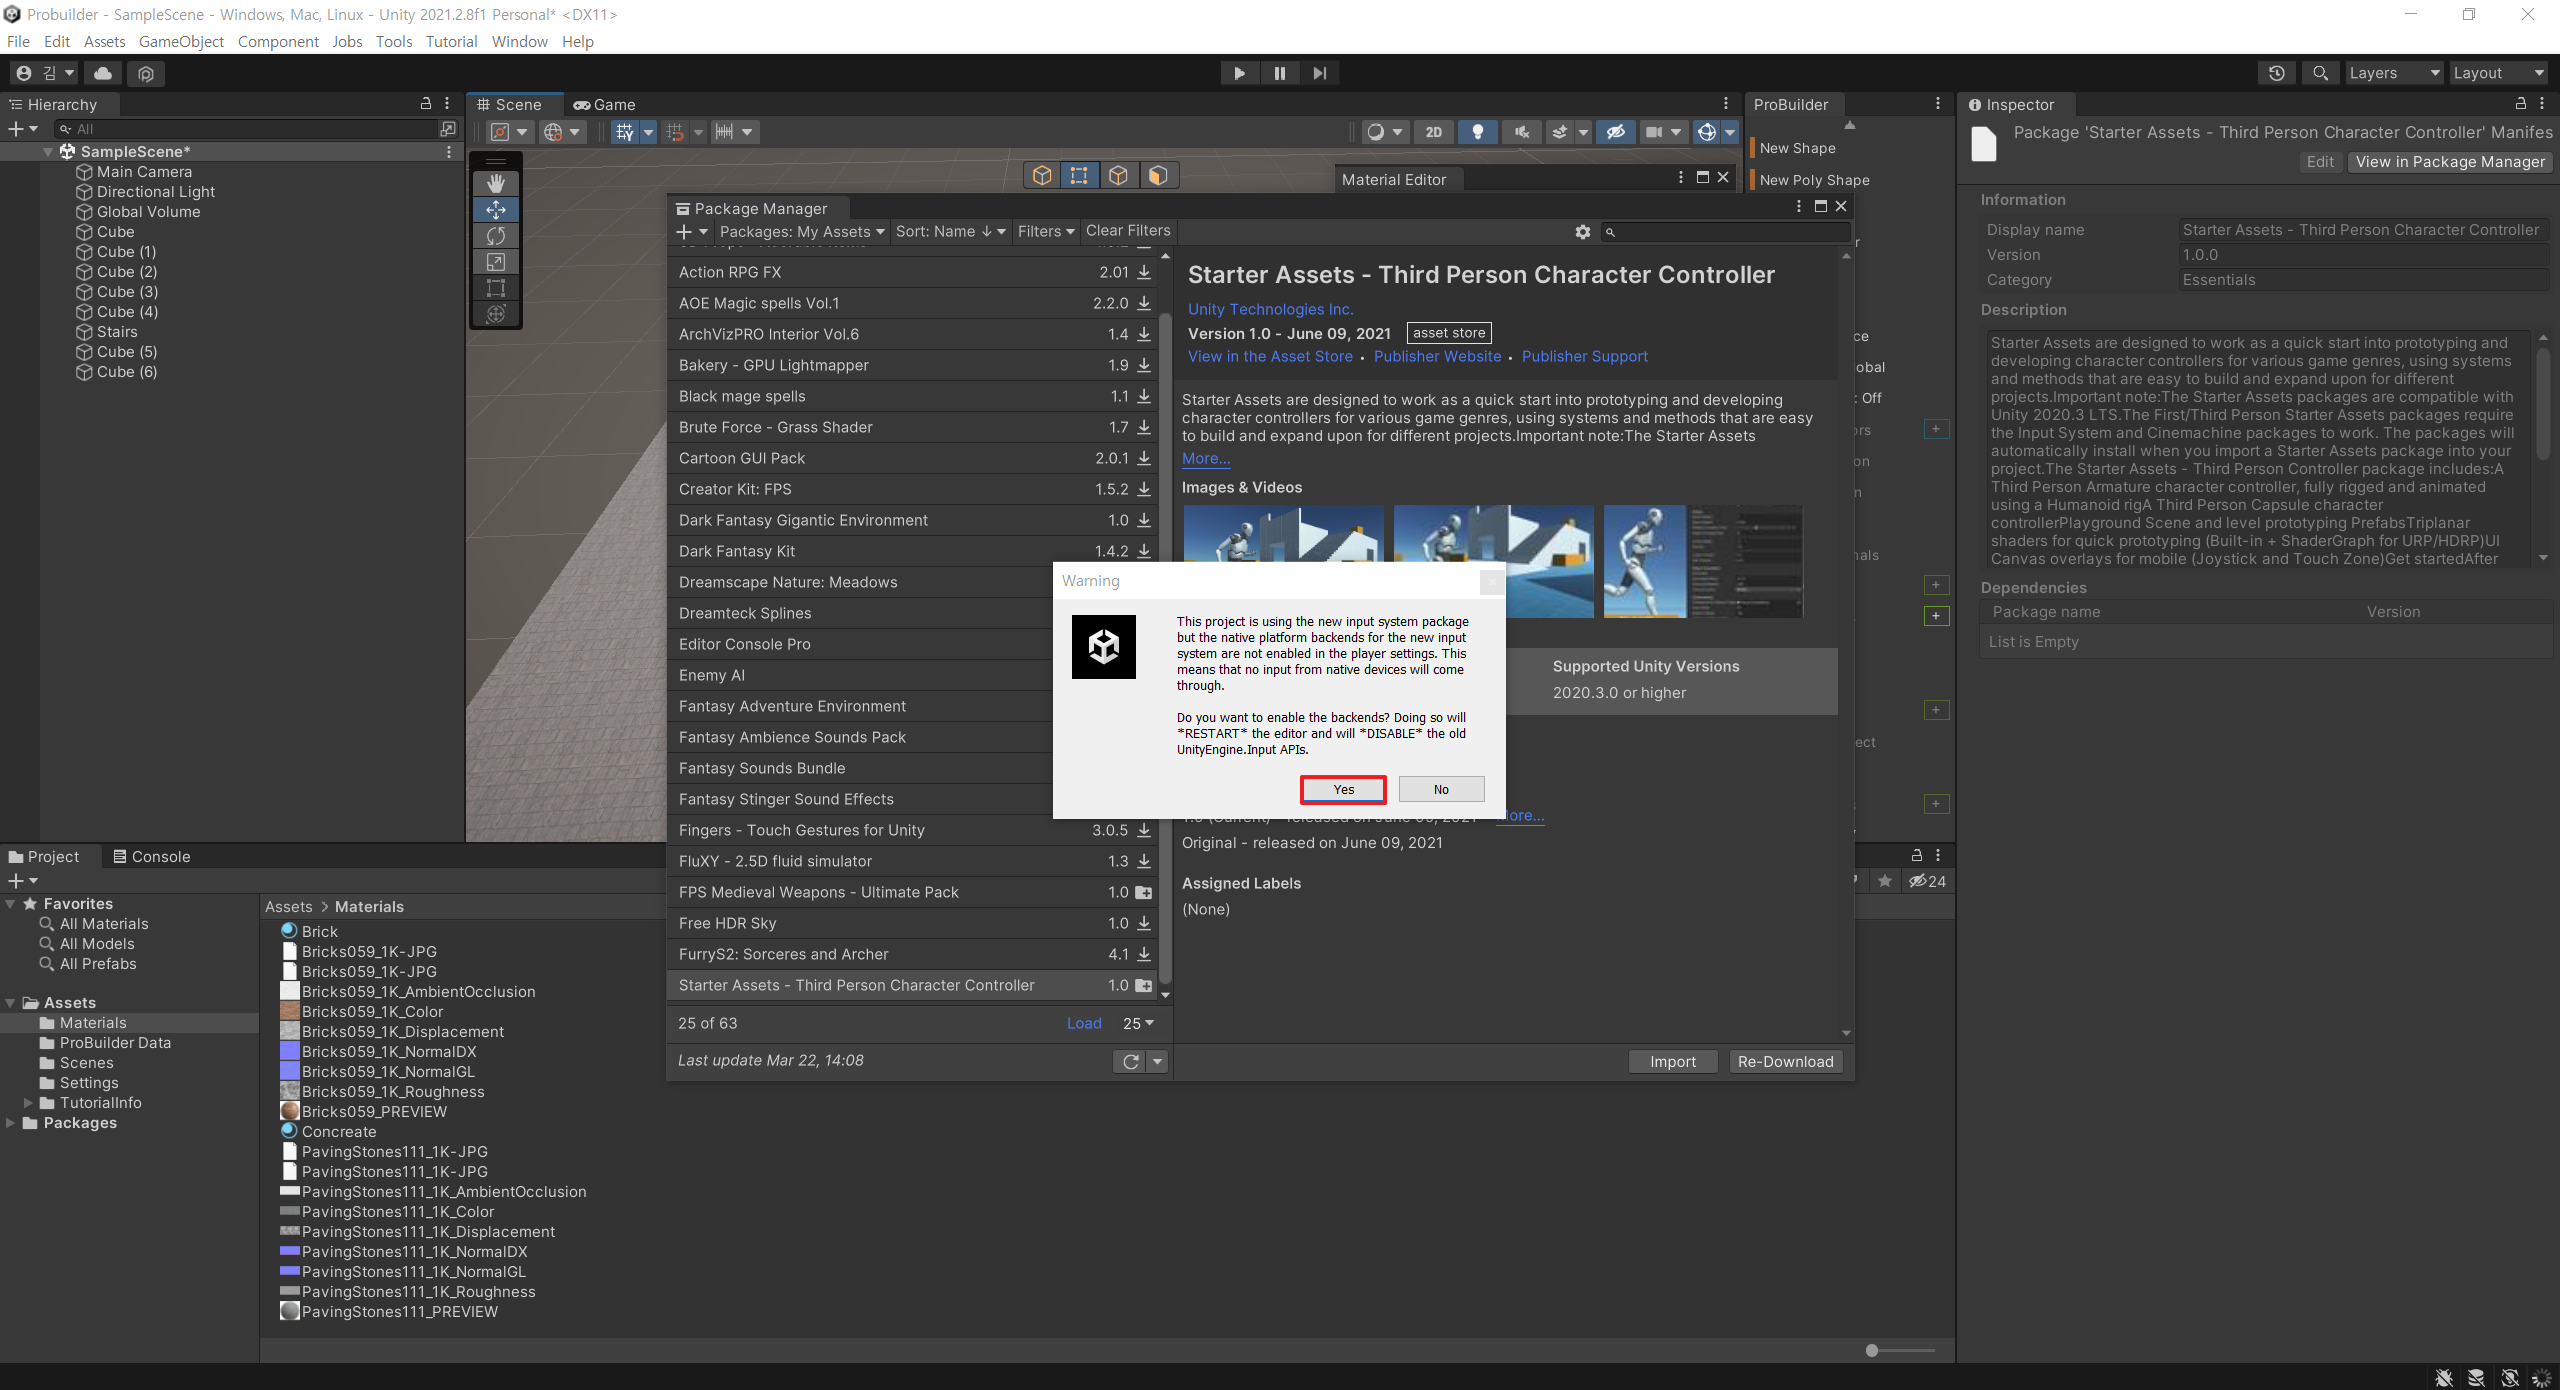 Probuilder - SampleScene - Windows, Mac, Linux - Unity 2021.2.8f1 Personal* <DX11>
File Edit Assets GameObject Component Jobs Tools Tutorial Window Help
김
Layers
Layout
Hierarchy
All
SampleScene*
Main Camera
Directional Light
Global Volume
Cube
Cube (1)
Cube (2)
Cube (3)
Cube (4)
Stairs
Cube (5)
Cube (6)
Scene
Game
2D
Material Editor
ProBuilder
New Shape
New Poly Shape
Package Manager
Packages: My Assets
Sort: Name ↓
Filters
Clear Filters
Action RPG FX 2.01
AOE Magic spells Vol.1 2.2.0
ArchVizPRO Interior Vol.6 1.4
Bakery - GPU Lightmapper 1.9
Black mage spells 1.1
Brute Force - Grass Shader 1.7
Cartoon GUI Pack 2.0.1
Creator Kit: FPS 1.5.2
Dark Fantasy Gigantic Environment 1.0
Dark Fantasy Kit 1.4.2
Dreamscape Nature: Meadows
Dreamteck Splines
Editor Console Pro
Enemy AI
Fantasy Adventure Environment
Fantasy Ambience Sounds Pack
Fantasy Sounds Bundle
Fantasy Stinger Sound Effects
Fingers - Touch Gestures for Unity 3.0.5
FluXY - 2.5D fluid simulator 1.3
FPS Medieval Weapons - Ultimate Pack 1.0
Free HDR Sky 1.0
FurryS2: Sorceres and Archer 4.1
Starter Assets - Third Person Character Controller 1.0
25 of 63
Load
25
Last update Mar 22, 14:08
Starter Assets - Third Person Character Controller
Unity Technologies Inc.
Version 1.0 - June 09, 2021 asset store
View in the Asset Store • Publisher Website • Publisher Support
Starter Assets are designed to work as a quick start into prototyping and developing
character controllers for various game genres, using systems and methods that are easy
to build and expand upon for different projects.Important note:The Starter Assets
More...
Images & Videos
Supported Unity Versions
2020.3.0 or higher
1.0 (Current) - released on June 09, 2021 More...
Original - released on June 09, 2021
Assigned Labels
(None)
Import
Re-Download
Warning
This project is using the new input system package
but the native platform backends for the new input
system are not enabled in the player settings. This
means that no input from native devices will come
through.
Do you want to enable the backends? Doing so will
*RESTART* the editor and will *DISABLE* the old
UnityEngine.Input APIs.
Yes
No
r
ce
obal
: Off
ors
on
n
nals
ect
s
Inspector
Package 'Starter Assets - Third Person Character Controller' Manifes
Edit
View in Package Manager
Information
Display name Starter Assets - Third Person Character Controller
Version 1.0.0
Category Essentials
Description
Starter Assets are designed to work as a quick start into prototyping and
developing character controllers for various game genres, using systems
and methods that are easy to build and expand upon for different
projects.Important note:The Starter Assets packages are compatible with
Unity 2020.3 LTS.The First/Third Person Starter Assets packages require
the Input System and Cinemachine packages to work. The packages will
automatically install when you import a Starter Assets package into your
project.The Starter Assets - Third Person Controller package includes:A
Third Person Armature character controller, fully rigged and animated
using a Humanoid rigA Third Person Capsule character
controllerPlayground Scene and level prototyping PrefabsTriplanar
shaders for quick prototyping (Built-in + ShaderGraph for URP/HDRP)UI
Canvas overlays for mobile (Joystick and Touch Zone)Get startedAfter
Dependencies
Package name Version
List is Empty
Project
Console
24
Favorites
All Materials
All Models
All Prefabs
Assets
Materials
ProBuilder Data
Scenes
Settings
TutorialInfo
Packages
Assets > Materials
Brick
Bricks059_1K-JPG
Bricks059_1K-JPG
Bricks059_1K_AmbientOcclusion
Bricks059_1K_Color
Bricks059_1K_Displacement
Bricks059_1K_NormalDX
Bricks059_1K_NormalGL
Bricks059_1K_Roughness
Bricks059_PREVIEW
Concreate
PavingStones111_1K-JPG
PavingStones111_1K-JPG
PavingStones111_1K_AmbientOcclusion
PavingStones111_1K_Color
PavingStones111_1K_Displacement
PavingStones111_1K_NormalDX
PavingStones111_1K_NormalGL
PavingStones111_1K_Roughness
PavingStones111_PREVIEW